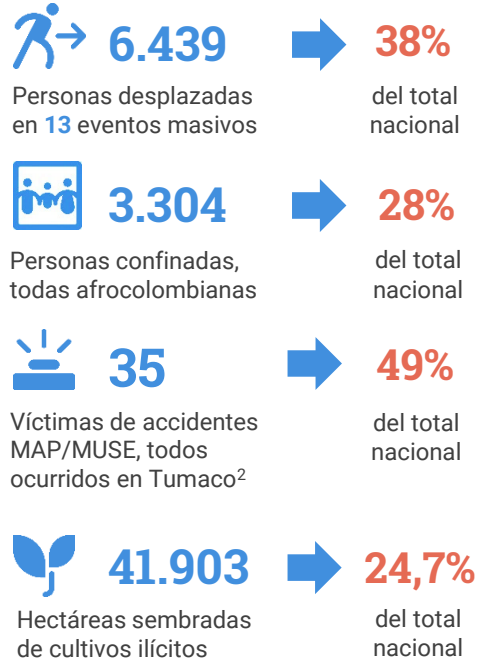 6.439
38%
Personas desplazadas
en 13 eventos masivos
del total
nacional
3.304
28%
Personas confinadas,
todas afrocolombianas
del total
nacional
35
49%
Víctimas de accidentes
MAP/MUSE, todos
ocurridos en Tumaco²
del total
nacional
41.903
24,7%
Hectáreas sembradas
de cultivos ilícitos
del total
nacional